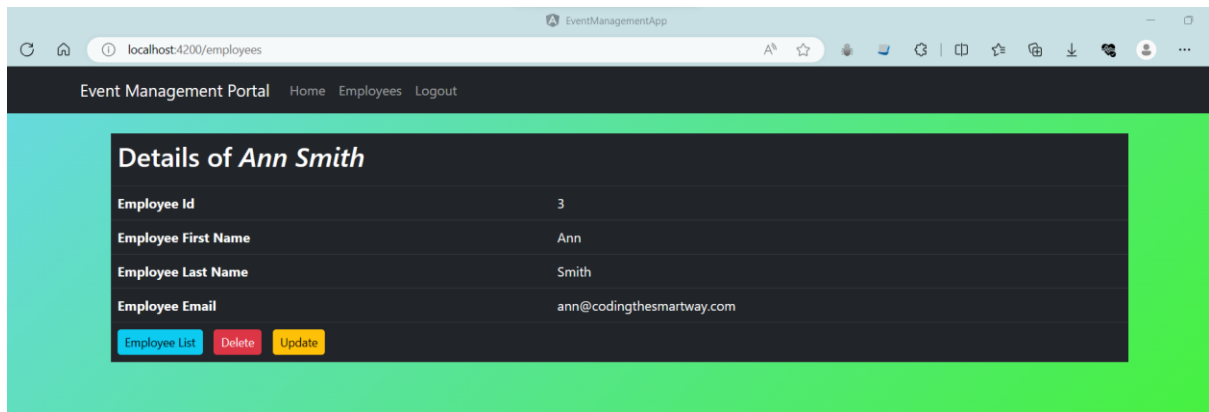 EventManagementApp
localhost:4200/employees
Event Management Portal Home Employees Logout
Details of Ann Smith
Employee Id 3
Employee First Name Ann
Employee Last Name Smith
Employee Email ann@codingthesmartway.com
Employee List Delete Update